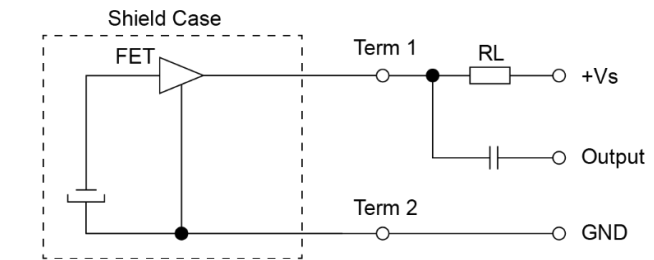 Shield Case
FET
Term 1
RL
+Vs
Output
Term 2
GND